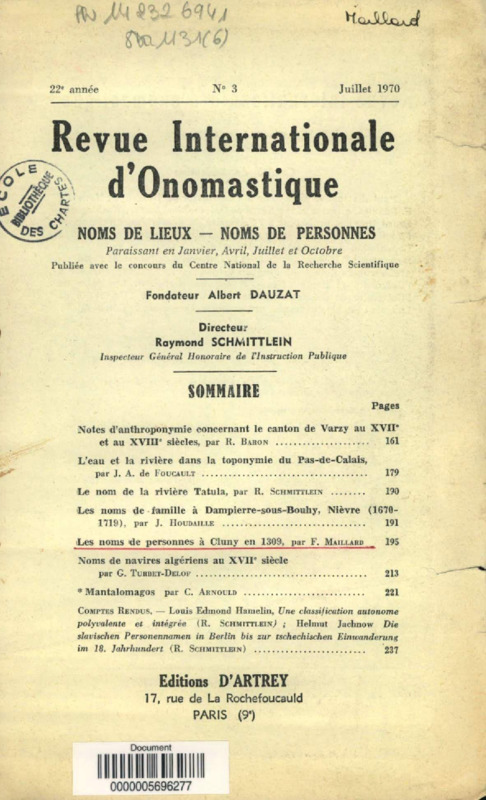 Maillard
22e année N° 3 Juillet 1970
Revue Internationale
d'Onomastique
ECOLE
BIBLIOTHÈQUE
DES CHARTES
NOMS DE LIEUX — NOMS DE PERSONNES
Paraissant en Janvier, Avril, Juillet et Octobre
Publiée avec le concours du Centre National de la Recherche Scientifique
Fondateur Albert DAUZAT
Directeur
Raymond SCHMITTLEIN
Inspecteur Général Honoraire de l'Instruction Publique
SOMMAIRE
Pages
Notes d'anthroponymie concernant le canton de Varzy au XVIIe
et au XVIIIe siècles, par R. BARON .................... 161
L'eau et la rivière dans la toponymie du Pas-de-Calais,
par J. A. de FOUCAULT .................... 179
Le nom de la rivière Tatula, par R. SCHMITTLEIN ........ 190
Les noms de famille à Dampierre-sous-Bouhy, Nièvre (1670-
1719), par J. HOUDAILLE .................... 191
Les noms de personnes à Cluny en 1309, par F. MAILLARD 195
Noms de navires algériens au XVIIe siècle
par G. TURBET-DELOF .................... 213
* Mantalomagos par C. ARNOULD .................... 221
COMPTES RENDUS. — Louis Edmond Hamelin, Une classification autonome
polyvalente et intégrée (R. SCHMITTLEIN) ; Helmut Jachnow Die
slavischen Personennamen in Berlin bis zur tschechischen Einwanderung
im 18. Jahrhundert (R. SCHMITTLEIN) .................... 237
Editions D'ARTREY
17, rue de La Rochefoucauld
PARIS (9e)
Document
0000005696277